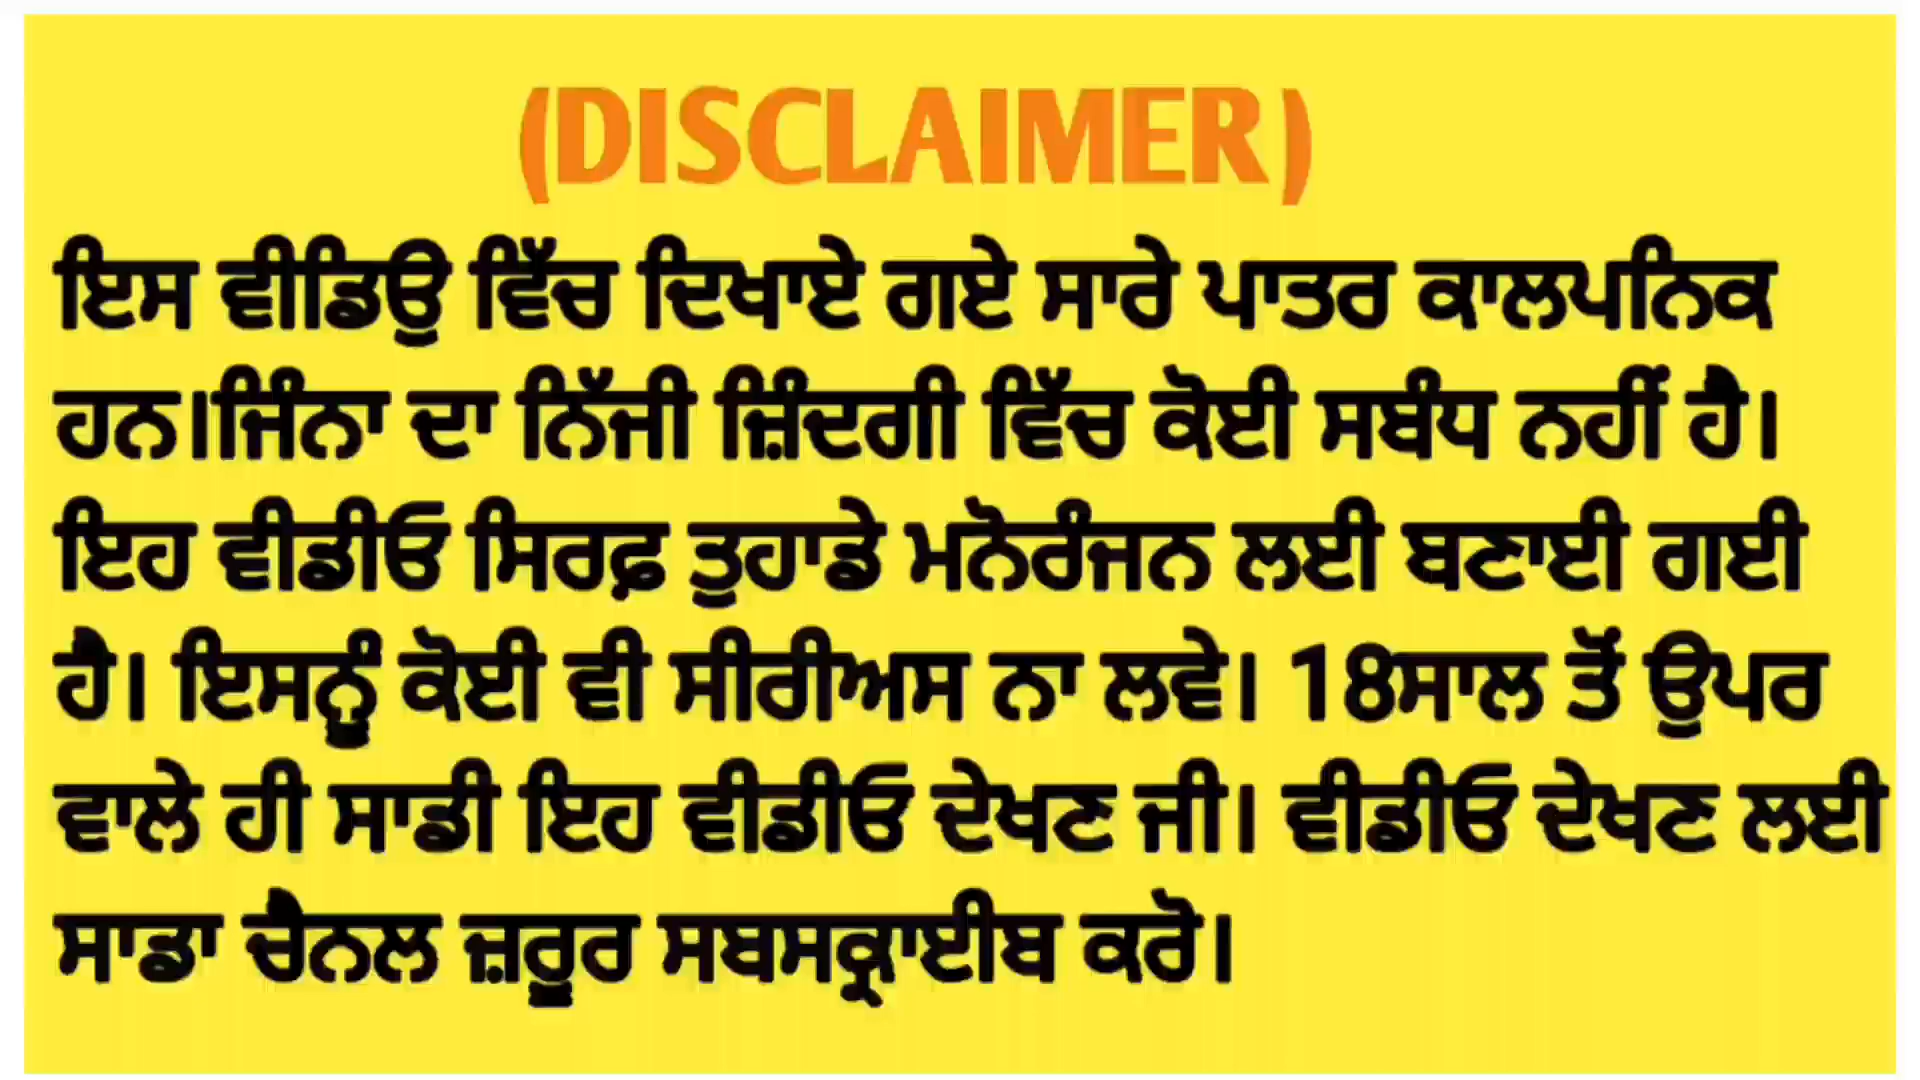 (DISCLAIMER)
ਇਸ ਵੀਡਿਉ ਵਿੱਚ ਦਿਖਾਏ ਗਏ ਸਾਰੇ ਪਾਤਰ ਕਾਲਪਨਿਕ
ਹਨ।ਜਿੰਨਾ ਦਾ ਨਿੱਜੀ ਜ਼ਿੰਦਗੀ ਵਿੱਚ ਕੋਈ ਸਬੰਧ ਨਹੀਂ ਹੈ।
ਇਹ ਵੀਡੀਓ ਸਿਰਫ਼ ਤੁਹਾਡੇ ਮਨੋਰੰਜਨ ਲਈ ਬਣਾਈ ਗਈ
ਹੈ। ਇਸਨੂੰ ਕੋਈ ਵੀ ਸੀਰੀਅਸ ਨਾ ਲਵੇ। 18ਸਾਲ ਤੋਂ ਉਪਰ
ਵਾਲੇ ਹੀ ਸਾਡੀ ਇਹ ਵੀਡੀਓ ਦੇਖਣ ਜੀ। ਵੀਡੀਓ ਦੇਖਣ ਲਈ
ਸਾਡਾ ਚੈਨਲ ਜ਼ਰੂਰ ਸਬਸਕ੍ਰਾਈਬ ਕਰੋ।